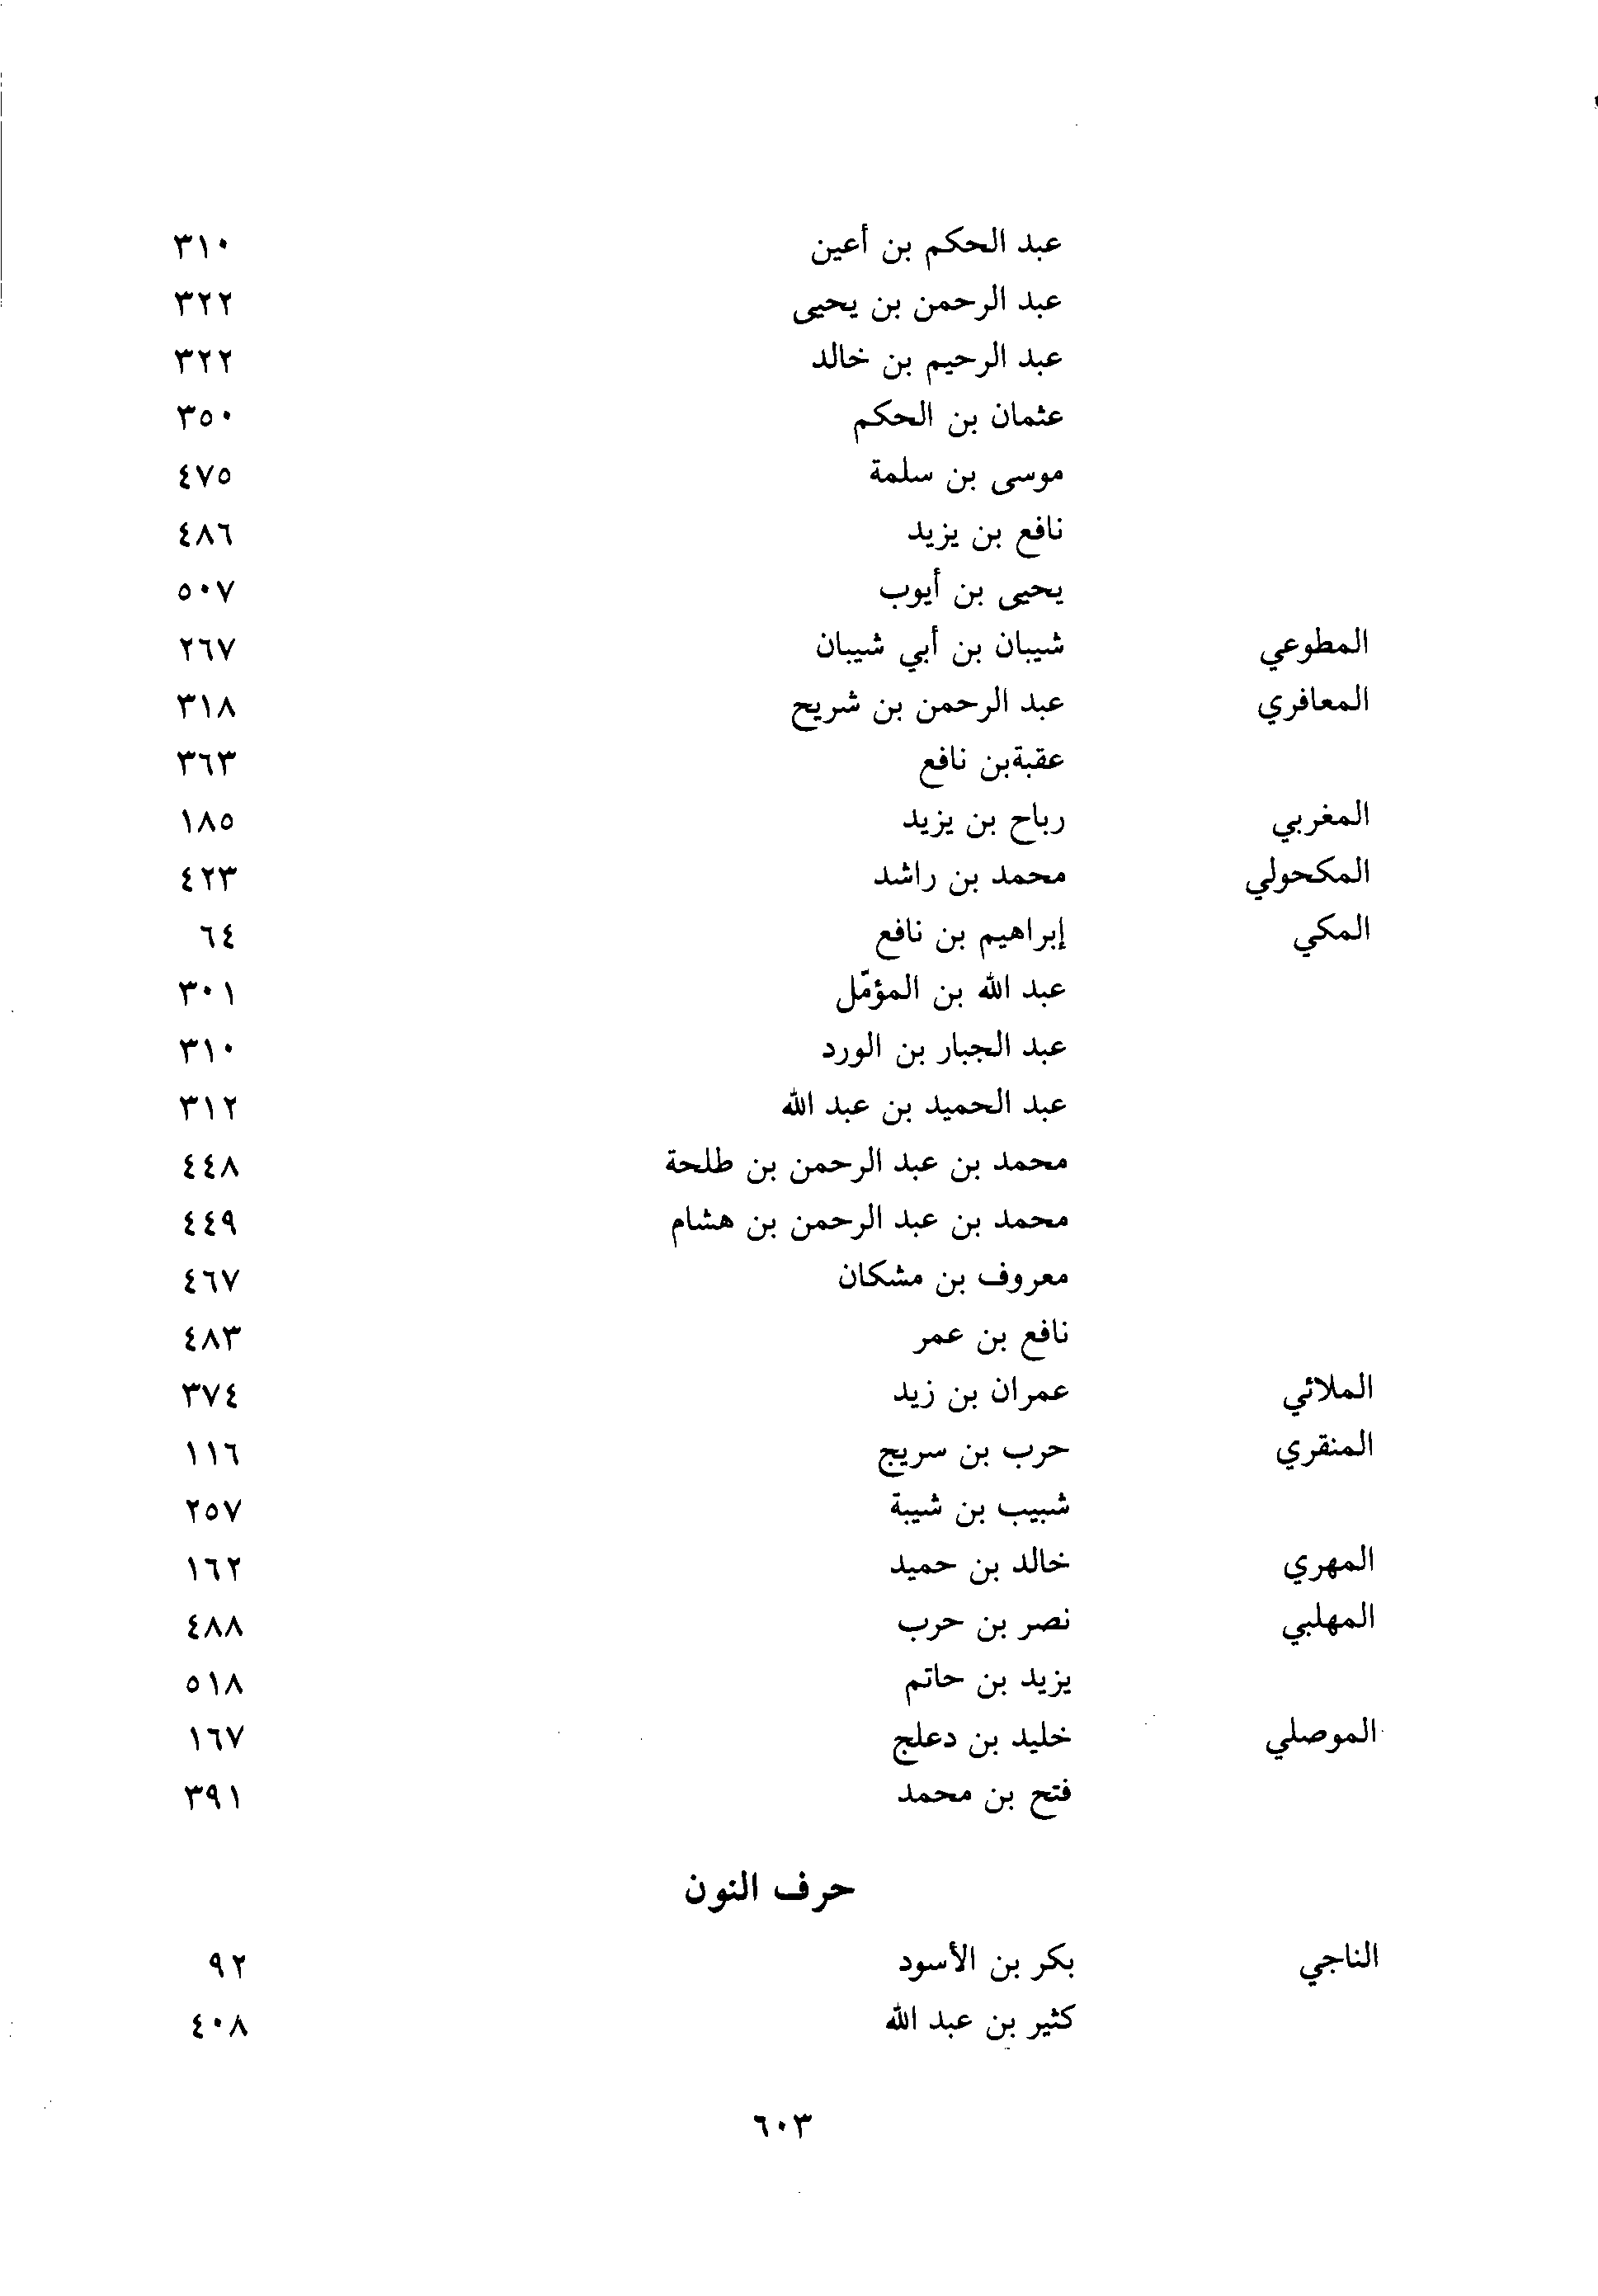 عبد الحكم بن أعين ٣١٠
عبد الرحمن بن يحيى ٣٢٢
عبد الرحيم بن خالد ٣٢٢
عثمان بن الحكم ٣٥٠
موسى بن سلمة ٤٧٥
نافع بن يزيد ٤٨٦
يحيى بن أيوب ٥٠٧
المطوعي شيبان بن أبي شيبان ٢٦٧
المعافري عبد الرحمن بن شريح ٣١٨
عقبةبن نافع ٣٦٣
المغربي رباح بن يزيد ١٨٥
المكحولي محمد بن راشد ٤٢٣
المكي إبراهيم بن نافع ٦٤
عبد الله بن المؤمّل ٣٠١
عبد الجبار بن الورد ٣١٠
عبد الحميد بن عبد الله ٣١٢
محمد بن عبد الرحمن بن طلحة ٤٤٨
محمد بن عبد الرحمن بن هشام ٤٤٩
معروف بن مشكان ٤٦٧
نافع بن عمر ٤٨٣
الملائي عمران بن زيد ٣٧٤
المنقري حرب بن سريج ١١٦
شبيب بن شيبة ٢٥٧
المهري خالد بن حميد ١٦٢
المهلبي نصر بن حرب ٤٨٨
يزيد بن حاتم ٥١٨
الموصلي خليد بن دعلج ١٦٧
فتح بن محمد ٣٩١
حرف النون
الناجي بكر بن الأسود ٩٢
كثير بن عبد الله ٤٠٨
٦٠٣